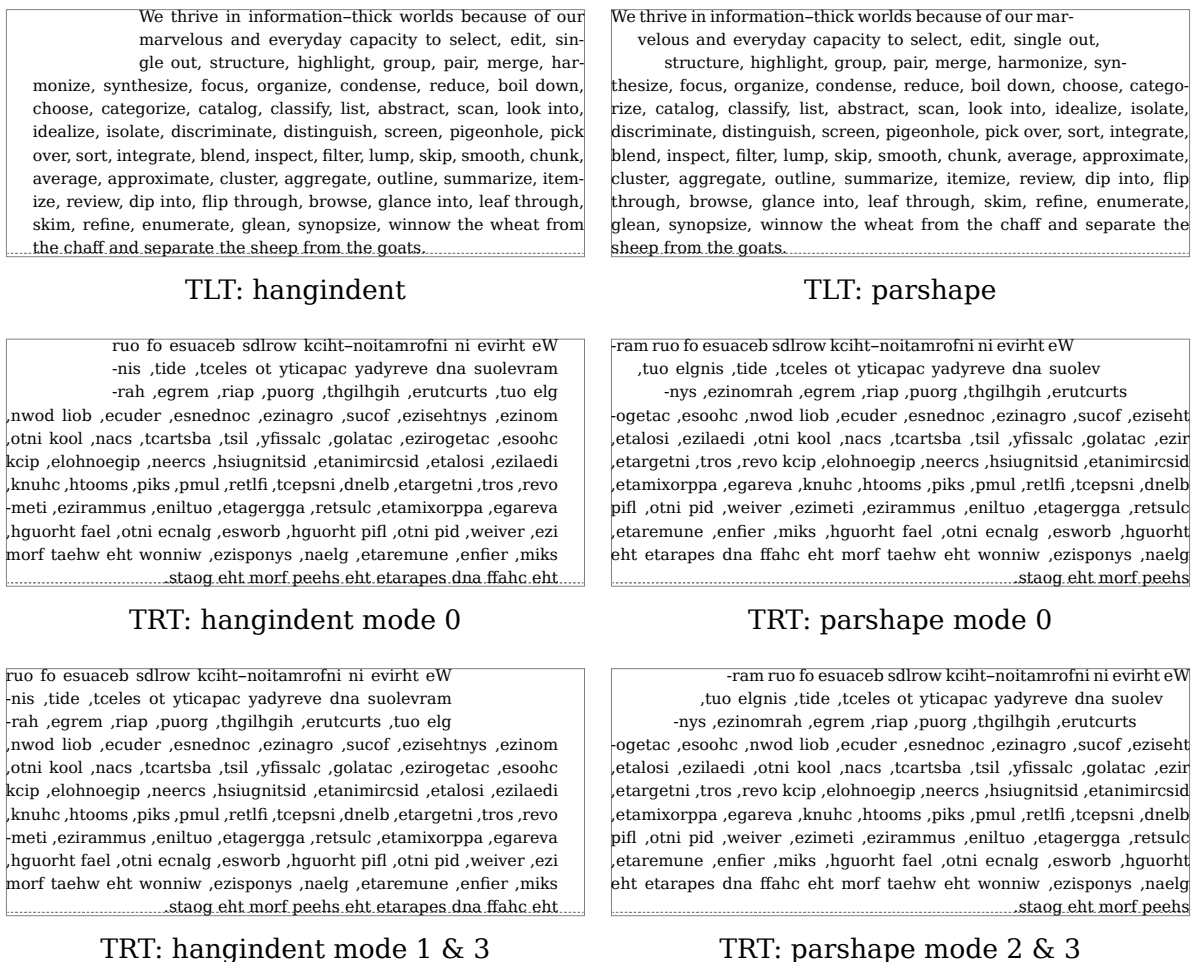 We thrive in information–thick worlds because of our
marvelous and everyday capacity to select, edit, sin-
gle out, structure, highlight, group, pair, merge, har-
monize, synthesize, focus, organize, condense, reduce, boil down,
choose, categorize, catalog, classify, list, abstract, scan, look into,
idealize, isolate, discriminate, distinguish, screen, pigeonhole, pick
over, sort, integrate, blend, inspect, filter, lump, skip, smooth, chunk,
average, approximate, cluster, aggregate, outline, summarize, item-
ize, review, dip into, flip through, browse, glance into, leaf through,
skim, refine, enumerate, glean, synopsize, winnow the wheat from
the chaff and separate the sheep from the goats.
TLT: hangindent
We thrive in information–thick worlds because of our mar-
velous and everyday capacity to select, edit, single out,
structure, highlight, group, pair, merge, harmonize, syn-
thesize, focus, organize, condense, reduce, boil down, choose, catego-
rize, catalog, classify, list, abstract, scan, look into, idealize, isolate,
discriminate, distinguish, screen, pigeonhole, pick over, sort, integrate,
blend, inspect, filter, lump, skip, smooth, chunk, average, approximate,
cluster, aggregate, outline, summarize, itemize, review, dip into, flip
through, browse, glance into, leaf through, skim, refine, enumerate,
glean, synopsize, winnow the wheat from the chaff and separate the
sheep from the goats.
TLT: parshape
ruo fo esuaceb sdlrow kciht–noitamrofni ni evirht eW
-nis ,tide ,tceles ot yticapac yadyreve dna suolevram
-rah ,egrem ,riap ,puorg ,thgilhgih ,erutcurts ,tuo elg
,nwod liob ,ecuder ,esnednoc ,ezinagro ,sucof ,ezisehtnys ,ezinom
,otni kool ,nacs ,tcartsba ,tsil ,yfissalc ,golatac ,ezirogetac ,esoohc
kcip ,elohnoegip ,neercs ,hsiugnitsid ,etanimircsid ,etalosi ,ezilaedi
,knuhc ,htooms ,piks ,pmul ,retlfi ,tcepsni ,dnelb ,etargetni ,tros ,revo
-meti ,ezirammus ,eniltuo ,etagergga ,retsulc ,etamixorppa ,egareva
,hguorht fael ,otni ecnalg ,esworb ,hguorht pifl ,otni pid ,weiver ,ezi
morf taehw eht wonniw ,ezisponys ,naelg ,etaremune ,enfier ,miks
.staog eht morf peehs eht etarapes dna ffahc eht
TRT: hangindent mode 0
-ram ruo fo esuaceb sdlrow kciht–noitamrofni ni evirht eW
,tuo elgnis ,tide ,tceles ot yticapac yadyreve dna suolev
-nys ,ezinomrah ,egrem ,riap ,puorg ,thgilhgih ,erutcurts
-ogetac ,esoohc ,nwod liob ,ecuder ,esnednoc ,ezinagro ,sucof ,eziseht
,etalosi ,ezilaedi ,otni kool ,nacs ,tcartsba ,tsil ,yfissalc ,golatac ,ezir
,etargetni ,tros ,revo kcip ,elohnoegip ,neercs ,hsiugnitsid ,etanimircsid
,etamixorppa ,egareva ,knuhc ,htooms ,piks ,pmul ,retlfi ,tcepsni ,dnelb
pifl ,otni pid ,weiver ,ezimeti ,ezirammus ,eniltuo ,etagergga ,retsulc
,etaremune ,enfier ,miks ,hguorht fael ,otni ecnalg ,esworb ,hguorht
eht etarapes dna ffahc eht morf taehw eht wonniw ,ezisponys ,naelg
.staog eht morf peehs
TRT: parshape mode 0
ruo fo esuaceb sdlrow kciht–noitamrofni ni evirht eW
-nis ,tide ,tceles ot yticapac yadyreve dna suolevram
-rah ,egrem ,riap ,puorg ,thgilhgih ,erutcurts ,tuo elg
,nwod liob ,ecuder ,esnednoc ,ezinagro ,sucof ,ezisehtnys ,ezinom
,otni kool ,nacs ,tcartsba ,tsil ,yfissalc ,golatac ,ezirogetac ,esoohc
kcip ,elohnoegip ,neercs ,hsiugnitsid ,etanimircsid ,etalosi ,ezilaedi
,knuhc ,htooms ,piks ,pmul ,retlfi ,tcepsni ,dnelb ,etargetni ,tros ,revo
-meti ,ezirammus ,eniltuo ,etagergga ,retsulc ,etamixorppa ,egareva
,hguorht fael ,otni ecnalg ,esworb ,hguorht pifl ,otni pid ,weiver ,ezi
morf taehw eht wonniw ,ezisponys ,naelg ,etaremune ,enfier ,miks
.staog eht morf peehs eht etarapes dna ffahc eht
TRT: hangindent mode 1 & 3
-ram ruo fo esuaceb sdlrow kciht–noitamrofni ni evirht eW
,tuo elgnis ,tide ,tceles ot yticapac yadyreve dna suolev
-nys ,ezinomrah ,egrem ,riap ,puorg ,thgilhgih ,erutcurts
-ogetac ,esoohc ,nwod liob ,ecuder ,esnednoc ,ezinagro ,sucof ,eziseht
,etalosi ,ezilaedi ,otni kool ,nacs ,tcartsba ,tsil ,yfissalc ,golatac ,ezir
,etargetni ,tros ,revo kcip ,elohnoegip ,neercs ,hsiugnitsid ,etanimircsid
,etamixorppa ,egareva ,knuhc ,htooms ,piks ,pmul ,retlfi ,tcepsni ,dnelb
pifl ,otni pid ,weiver ,ezimeti ,ezirammus ,eniltuo ,etagergga ,retsulc
,etaremune ,enfier ,miks ,hguorht fael ,otni ecnalg ,esworb ,hguorht
eht etarapes dna ffahc eht morf taehw eht wonniw ,ezisponys ,naelg
.staog eht morf peehs
TRT: parshape mode 2 & 3